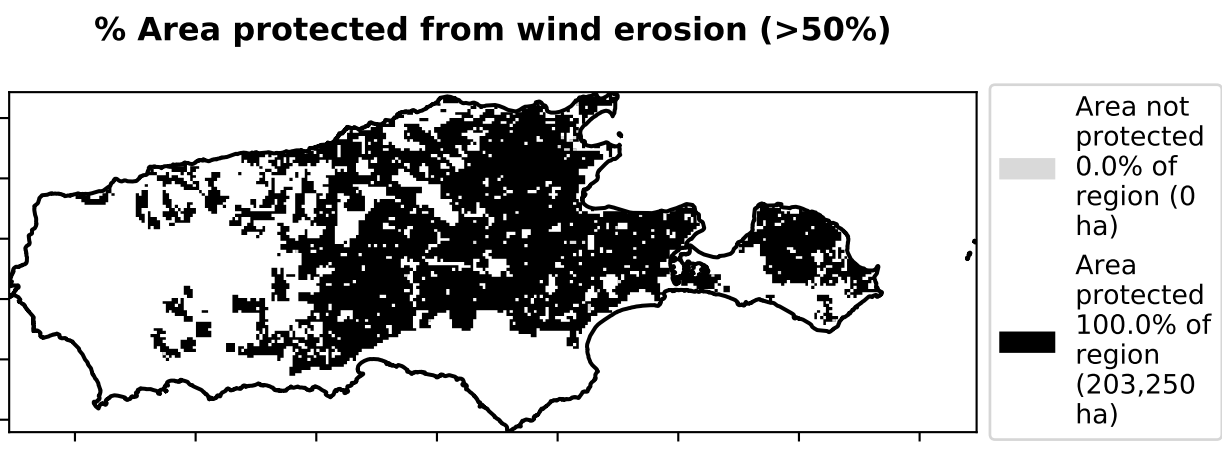 % Area protected from wind erosion (>50%)
Area not
protected
0.0% of
region (0
ha)
Area
protected
100.0% of
region
(203,250
ha)